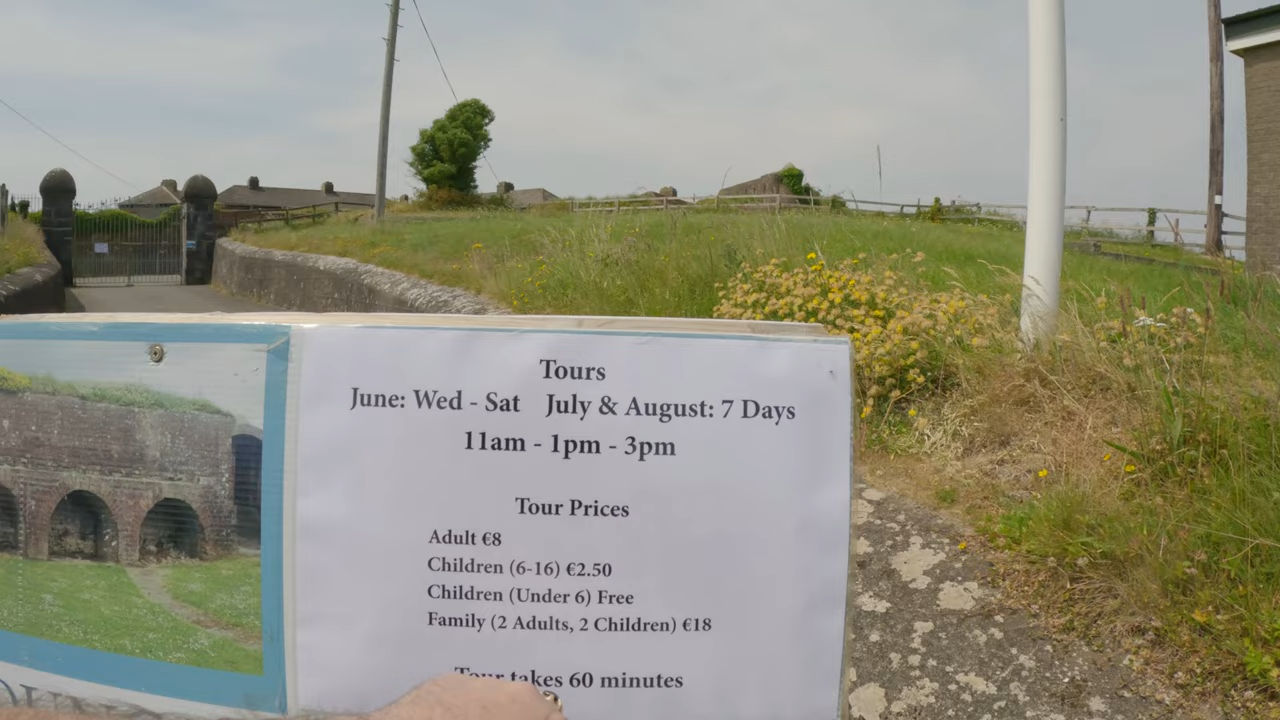 Tours
June: Wed - Sat July & August: 7 Days
11am - 1pm - 3pm
Tour Prices
Adult €8
Children (6-16) €2.50
Children (Under 6) Free
Family (2 Adults, 2 Children) €18
Tour takes 60 minutes